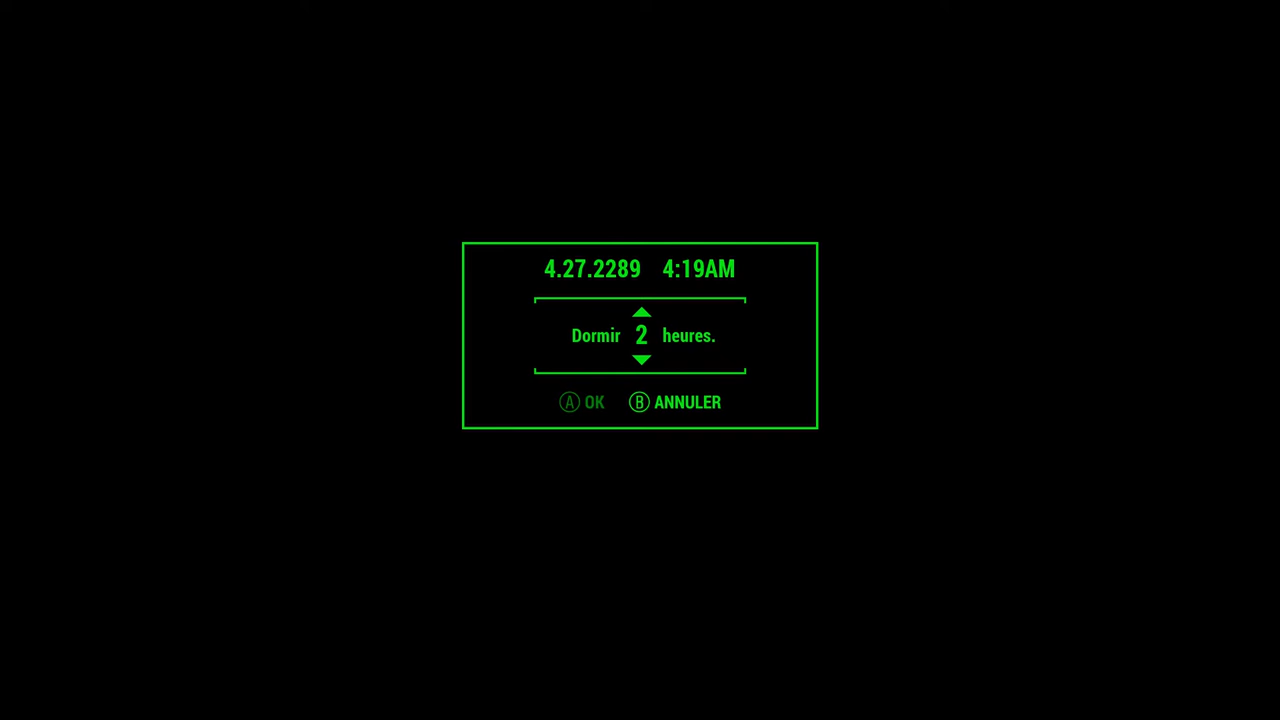 4.27.2289 4:19AM
Dormir 2 heures.
Ⓐ OK Ⓑ ANNULER